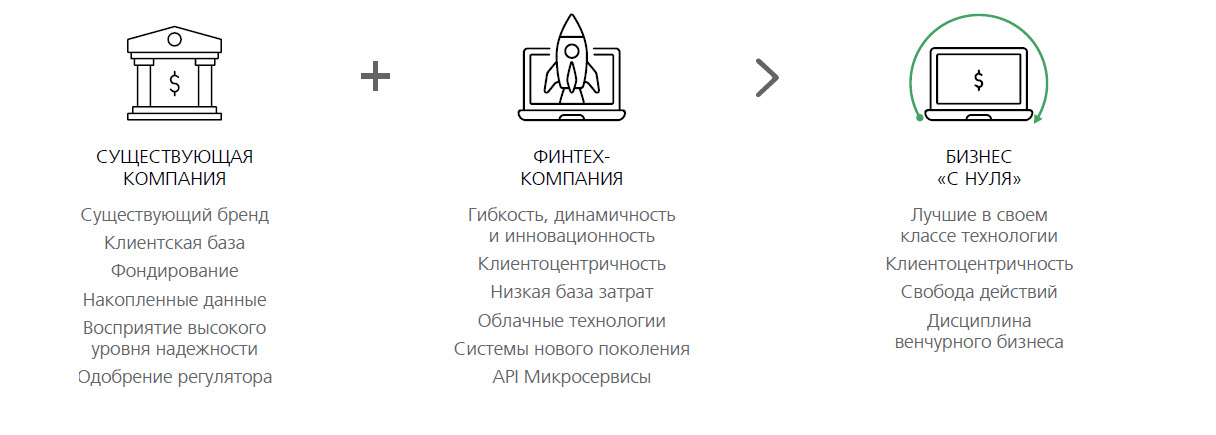 $
+
$
СУЩЕСТВУЮЩАЯ
КОМПАНИЯ
Существующий бренд
Клиентская база
Фондирование
Накопленные данные
Восприятие высокого
уровня надежности
Одобрение регулятора
ФИНТЕХ-
КОМПАНИЯ
Гибкость, динамичность
и инновационность
Клиентоцентричность
Низкая база затрат
Облачные технологии
Системы нового поколения
API Микросервисы
БИЗНЕС
«С НУЛЯ»
Лучшие в своем
классе технологии
Клиентоцентричность
Свобода действий
Дисциплина
венчурного бизнеса